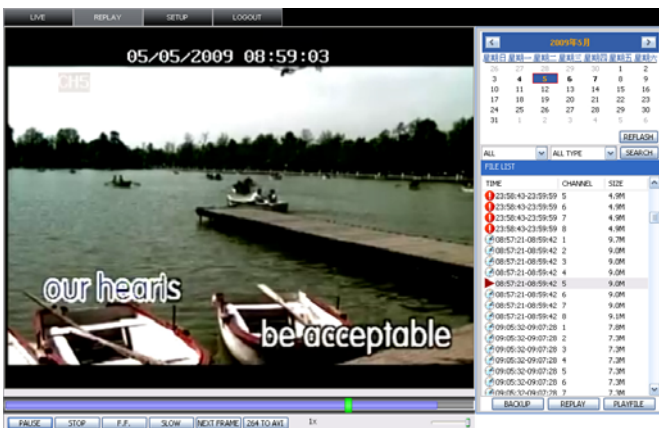 LIVE REPLAY SETUP LOGOUT
05/05/2009 08:59:03
CH5
our hearls
be acceptable
2009年5月
星期日 星期一 星期二 星期三 星期四 星期五 星期六
26 27 28 29 30 1 2
3 4 5 6 7 8 9
10 11 12 13 14 15 16
17 18 19 20 21 22 23
24 25 26 27 28 29 30
31 1 2 3 4 5 6
REFLASH
ALL ALL TYPE SEARCH
FILE LIST
TIME CHANNEL SIZE
23:58:43-23:59:59 5 4.9M
23:58:43-23:59:59 6 4.9M
23:58:43-23:59:59 7 4.9M
23:58:43-23:59:59 8 4.9M
08:57:21-08:59:42 1 9.7M
08:57:21-08:59:42 2 9.0M
08:57:21-08:59:42 3 9.0M
08:57:21-08:59:42 4 9.0M
08:57:21-08:59:42 5 9.0M
08:57:21-08:59:42 6 9.0M
08:57:21-08:59:42 7 9.0M
08:57:21-08:59:42 8 9.1M
09:05:32-09:07:28 1 7.8M
09:05:32-09:07:28 2 7.3M
09:05:32-09:07:28 3 7.3M
09:05:32-09:07:28 4 7.3M
09:05:32-09:07:28 5 7.3M
09:05:32-09:07:28 6 7.3M
09:05:32-09:07:28 7 7.3M
BACKUP REPLAY PLAYFILE
PAUSE STOP F.F. SLOW NEXT FRAME 264 TO AVI 1x